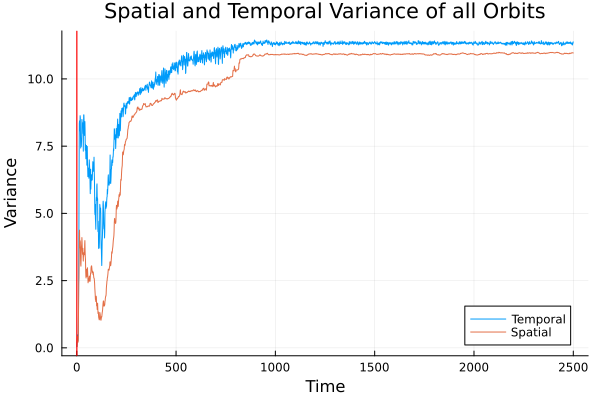 Spatial and Temporal Variance of all Orbits
10.0
7.5
5.0
2.5
0.0
Variance
Temporal
Spatial
0 500 1000 1500 2000 2500
Time